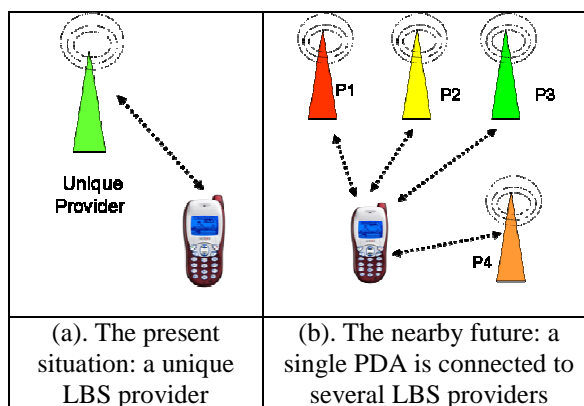 Unique
Provider
P1
P2
P3
P4
(a). The present
situation: a unique
LBS provider
(b). The nearby future: a
single PDA is connected to
several LBS providers